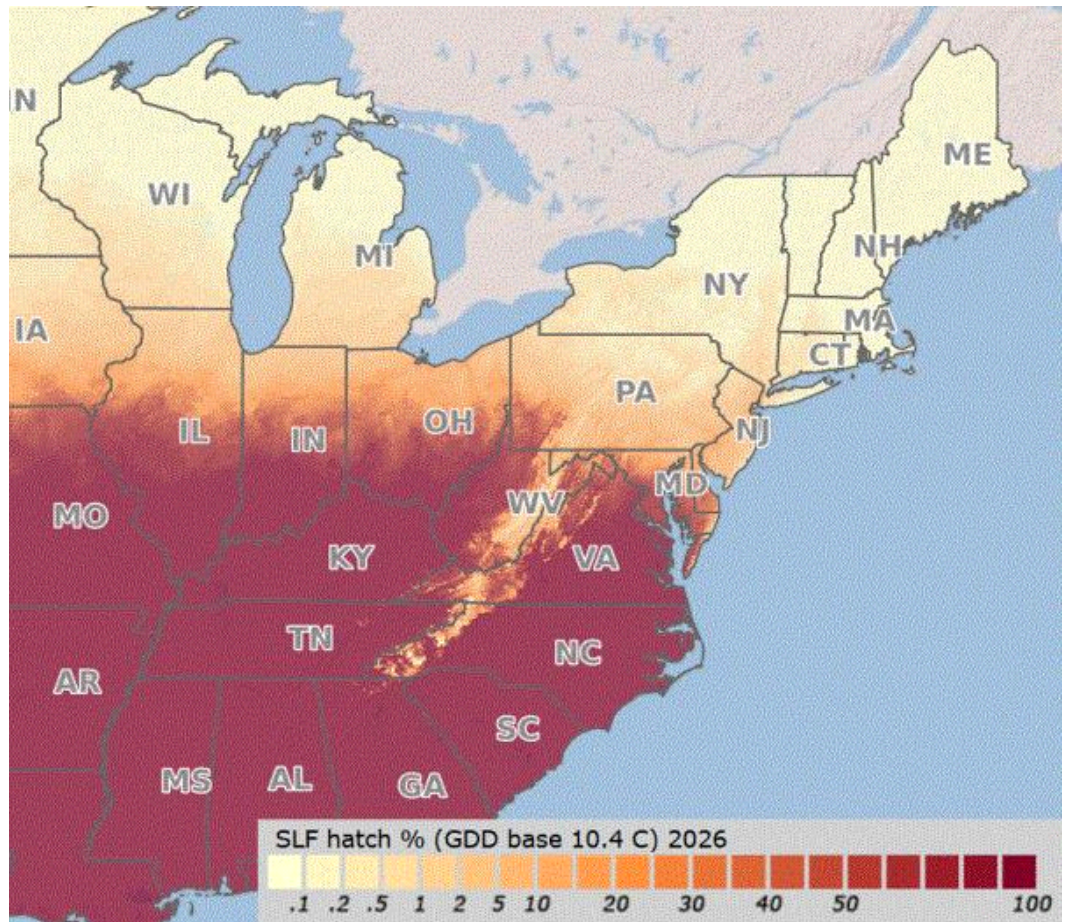 ME
IN
WI
NH
MI
NY
MA
IA
CT
PA
OH
NJ
IL
IN
MD
WV
MO
KY
VA
TN
NC
AR
SC
MS
AL
GA
SLF hatch % (GDD base 10.4 C) 2026
.1 .2 .5 1 2 5 10 20 30 40 50 100